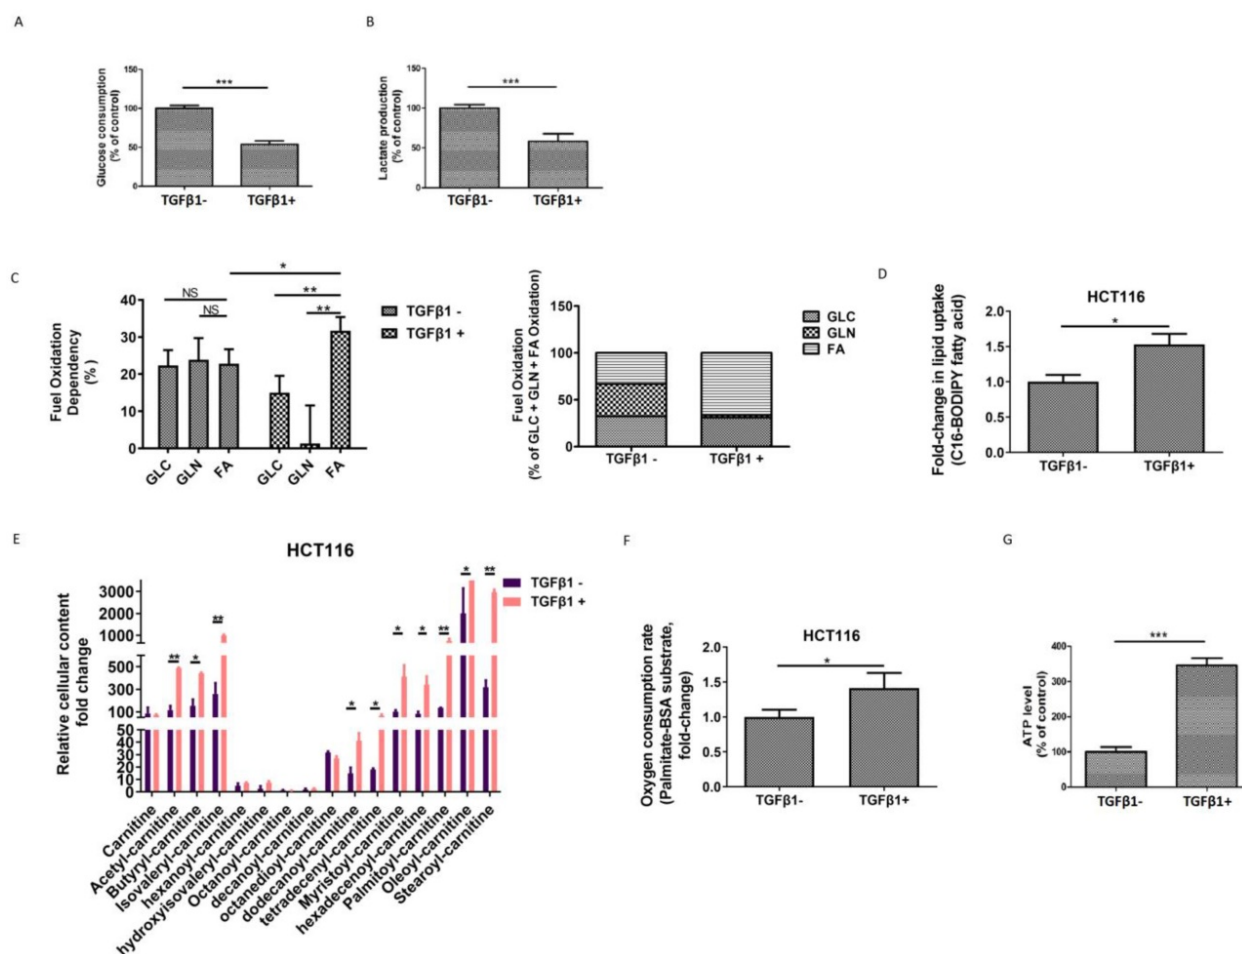 A
Glucose consumption
(% of control)
150
100
50
0
***
TGFβ1-
TGFβ1+
B
Lactate production
(% of control)
150
100
50
0
***
TGFβ1-
TGFβ1+
C
Fuel Oxidation
Dependency
(%)
40
30
20
10
0
NS
NS
*
**
**
GLC
GLN
FA
GLC
GLN
FA
TGFβ1 -
TGFβ1 +
Fuel Oxidation
(% of GLC + GLN + FA Oxidation)
150
100
50
0
TGFβ1 -
TGFβ1 +
GLC
GLN
FA
D
HCT116
Fold-change in lipid uptake
(C16-BODIPY fatty acid)
2.0
1.5
1.0
0.5
0.0
*
TGFβ1-
TGFβ1+
E
HCT116
Relative cellular content
fold change
3000
2000
1000
500
300
100
50
40
30
20
10
0
**
*
**
*
*
*
*
**
*
**
TGFβ1 -
TGFβ1 +
Carnitine
Acetyl-carnitine
Butyryl-carnitine
Isovaleryl-carnitine
hexanoyl-carnitine
hydroxyisovaleryl-carnitine
Octanoyl-carnitine
decanoyl-carnitine
octanedioyl-carnitine
dodecanoyl-carnitine
tetradecenyl-carnitine
Myristoyl-carnitine
hexadecenoyl-carnitine
Palmitoyl-carnitine
Oleoyl-carnitine
Stearoyl-carnitine
F
HCT116
Oxygen consumption rate
(Palmitate-BSA substrate,
fold-change)
2.0
1.5
1.0
0.5
0.0
*
TGFβ1-
TGFβ1+
G
ATP level
(% of control)
400
300
200
100
0
***
TGFβ1-
TGFβ1+